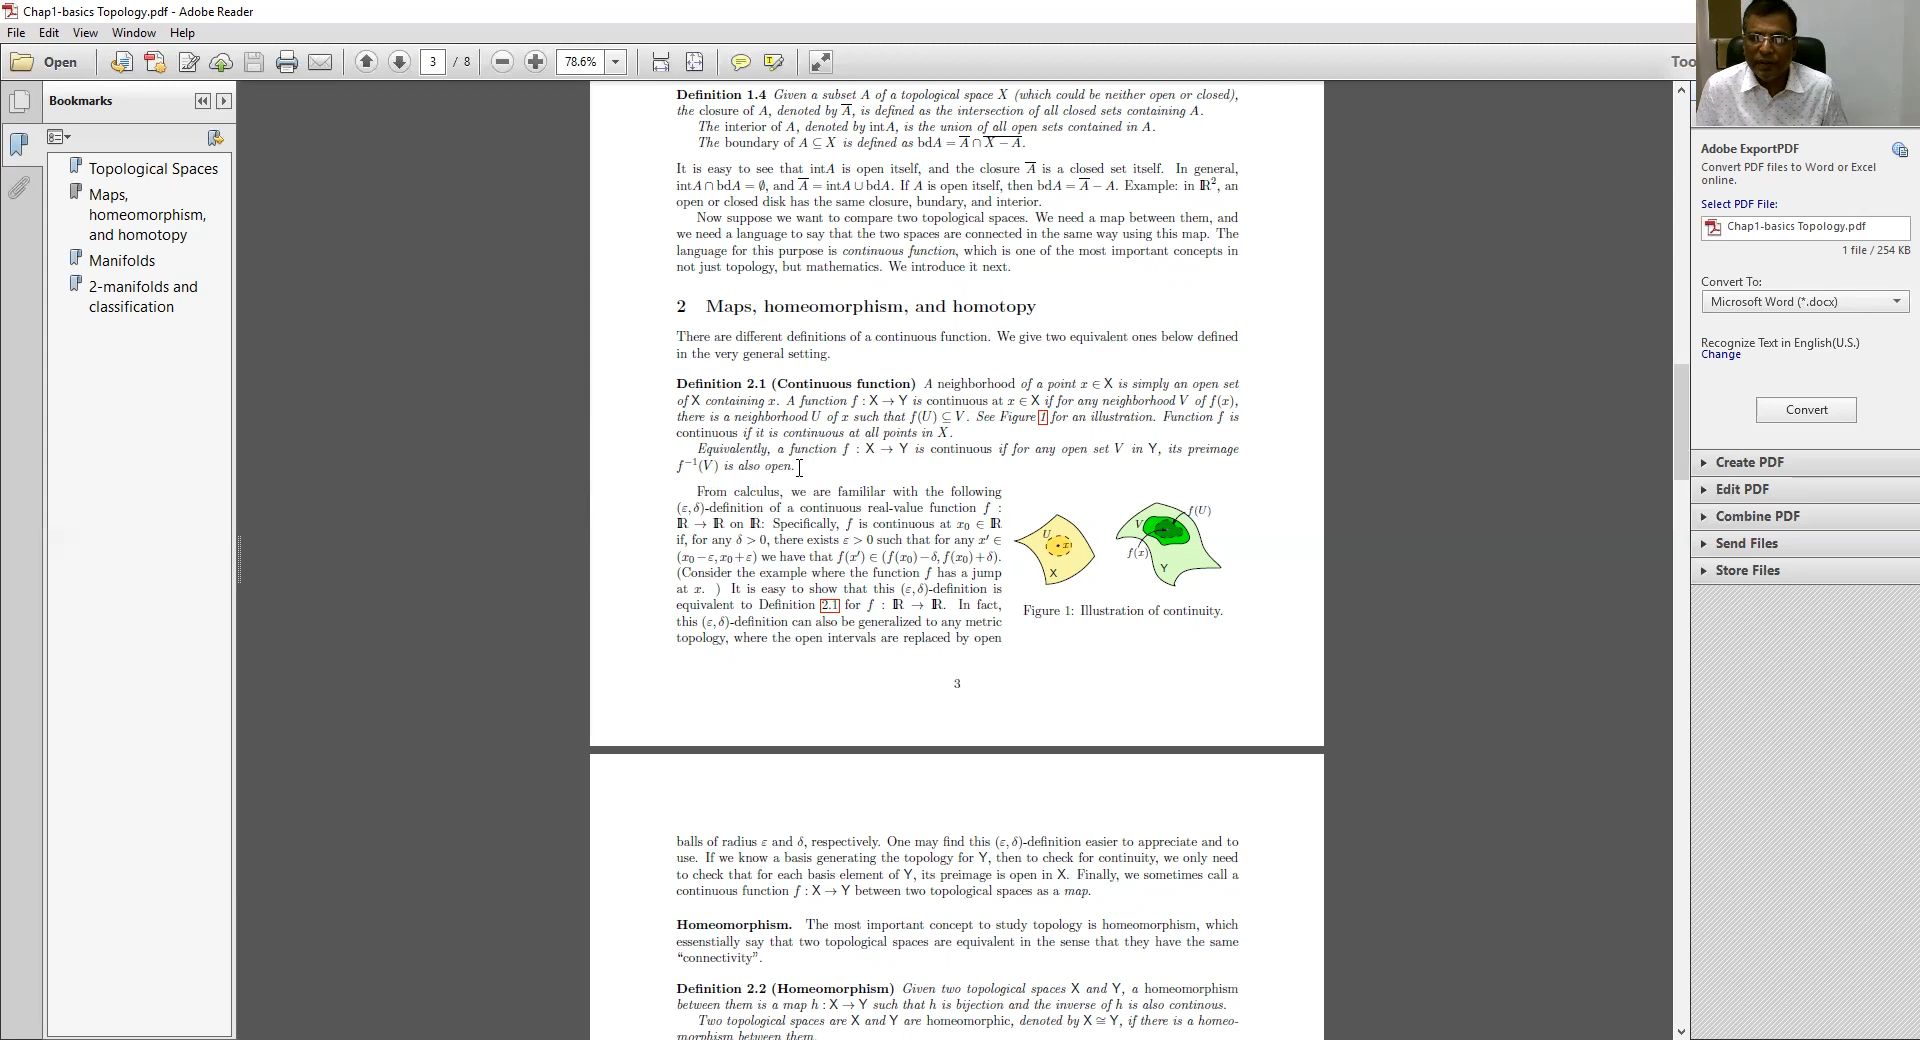 Chap1-basics Topology.pdf - Adobe Reader
File Edit View Window Help
Open 3 / 8 78.6% Too
Bookmarks
Topological Spaces
Maps,
homeomorphism,
and homotopy
Manifolds
2-manifolds and
classification
Definition 1.4 Given a subset A of a topological space X (which could be neither open or closed),
the closure of A, denoted by A̅, is defined as the intersection of all closed sets containing A.
The interior of A, denoted by intA, is the union of all open sets contained in A.
The boundary of A ⊆ X is defined as bdA = A̅ ∩ X̅ ̅−̅ ̅A̅.
It is easy to see that intA is open itself, and the closure A̅ is a closed set itself. In general,
intA ∩ bdA = ∅, and A̅ = intA ∪ bdA. If A is open itself, then bdA = A̅ − A. Example: in ℝ², an
open or closed disk has the same closure, bundary, and interior.
Now suppose we want to compare two topological spaces. We need a map between them, and
we need a language to say that the two spaces are connected in the same way using this map. The
language for this purpose is continuous function, which is one of the most important concepts in
not just topology, but mathematics. We introduce it next.
2 Maps, homeomorphism, and homotopy
There are different definitions of a continuous function. We give two equivalent ones below defined
in the very general setting.
Definition 2.1 (Continuous function) A neighborhood of a point x ∈ X is simply an open set
of X containing x. A function f : X → Y is continuous at x ∈ X if for any neighborhood V of f(x),
there is a neighborhood U of x such that f(U) ⊆ V. See Figure 1 for an illustration. Function f is
continuous if it is continuous at all points in X.
Equivalently, a function f : X → Y is continuous if for any open set V in Y, its preimage
f⁻¹(V) is also open.
From calculus, we are famililar with the following
(ε, δ)-definition of a continuous real-value function f :
ℝ → ℝ on ℝ: Specifically, f is continuous at x₀ ∈ ℝ
if, for any δ > 0, there exists ε > 0 such that for any x′ ∈
(x₀−ε, x₀+ε) we have that f(x′) ∈ (f(x₀)−δ, f(x₀)+δ).
(Consider the example where the function f has a jump
at x. ) It is easy to show that this (ε, δ)-definition is
equivalent to Definition 2.1 for f : ℝ → ℝ. In fact,
this (ε, δ)-definition can also be generalized to any metric
topology, where the open intervals are replaced by open
U
x
X
V
f(U)
f(x)
Y
Figure 1: Illustration of continuity.
3
balls of radius ε and δ, respectively. One may find this (ε, δ)-definition easier to appreciate and to
use. If we know a basis generating the topology for Y, then to check for continuity, we only need
to check that for each basis element of Y, its preimage is open in X. Finally, we sometimes call a
continuous function f : X → Y between two topological spaces as a map.
Homeomorphism. The most important concept to study topology is homeomorphism, which
essenstially say that two topological spaces are equivalent in the sense that they have the same
“connectivity”.
Definition 2.2 (Homeomorphism) Given two topological spaces X and Y, a homeomorphism
between them is a map h : X → Y such that h is bijection and the inverse of h is also continous.
Two topological spaces are X and Y are homeomorphic, denoted by X ≅ Y, if there is a homeo-
morphism between them.
Adobe ExportPDF
Convert PDF files to Word or Excel
online.
Select PDF File:
Chap1-basics Topology.pdf
1 file / 254 KB
Convert To:
Microsoft Word (*.docx)
Recognize Text in English(U.S.)
Change
Convert
Create PDF
Edit PDF
Combine PDF
Send Files
Store Files